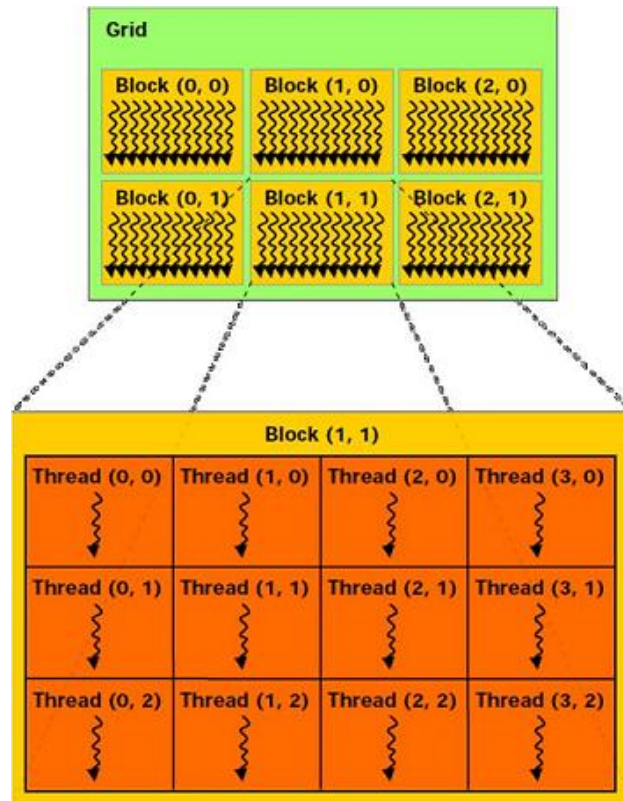 Grid
Block (0, 0) Block (1, 0) Block (2, 0)
Block (0, 1) Block (1, 1) Block (2, 1)
Block (1, 1)
Thread (0, 0) Thread (1, 0) Thread (2, 0) Thread (3, 0)
Thread (0, 1) Thread (1, 1) Thread (2, 1) Thread (3, 1)
Thread (0, 2) Thread (1, 2) Thread (2, 2) Thread (3, 2)